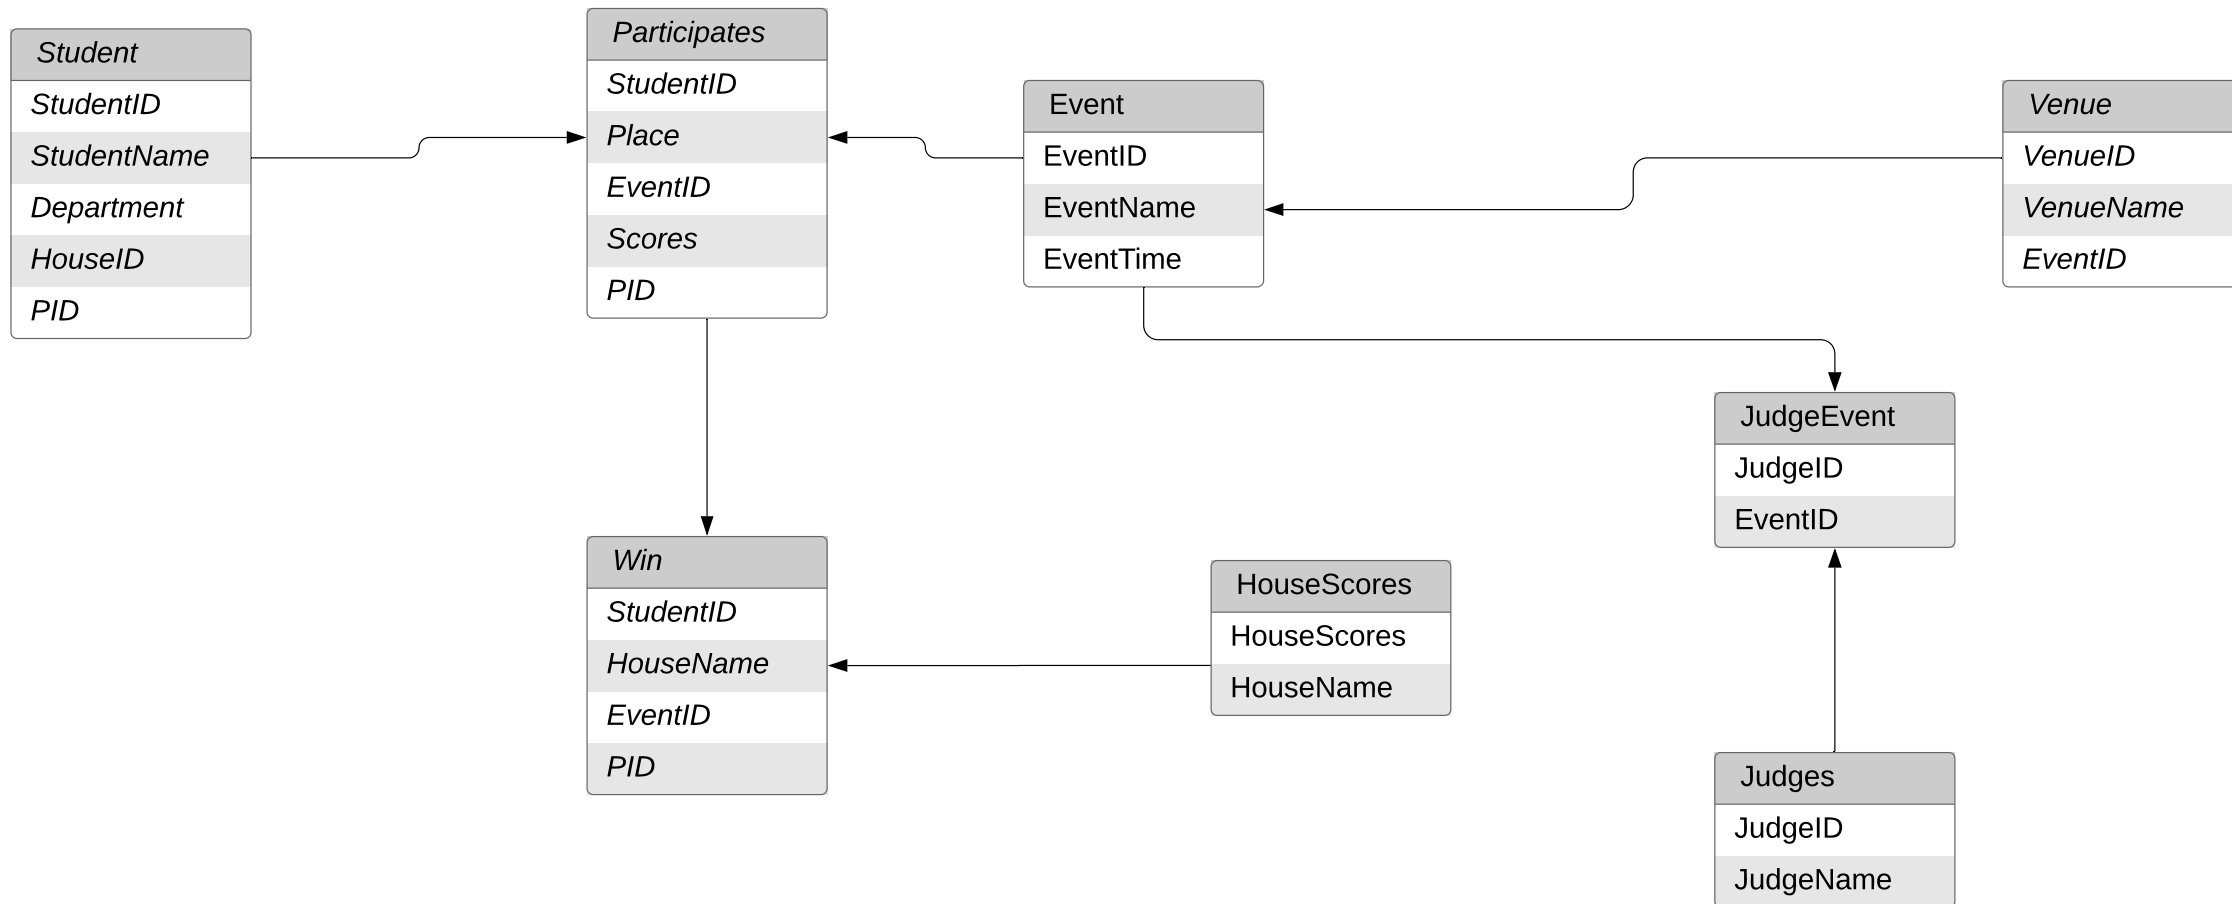 Student
StudentID
StudentName
Department
HouseID
PID
Participates
StudentID
Place
EventID
Scores
PID
Event
EventID
EventName
EventTime
Venue
VenueID
VenueName
EventID
JudgeEvent
JudgeID
EventID
Win
StudentID
HouseName
EventID
PID
HouseScores
HouseScores
HouseName
Judges
JudgeID
JudgeName